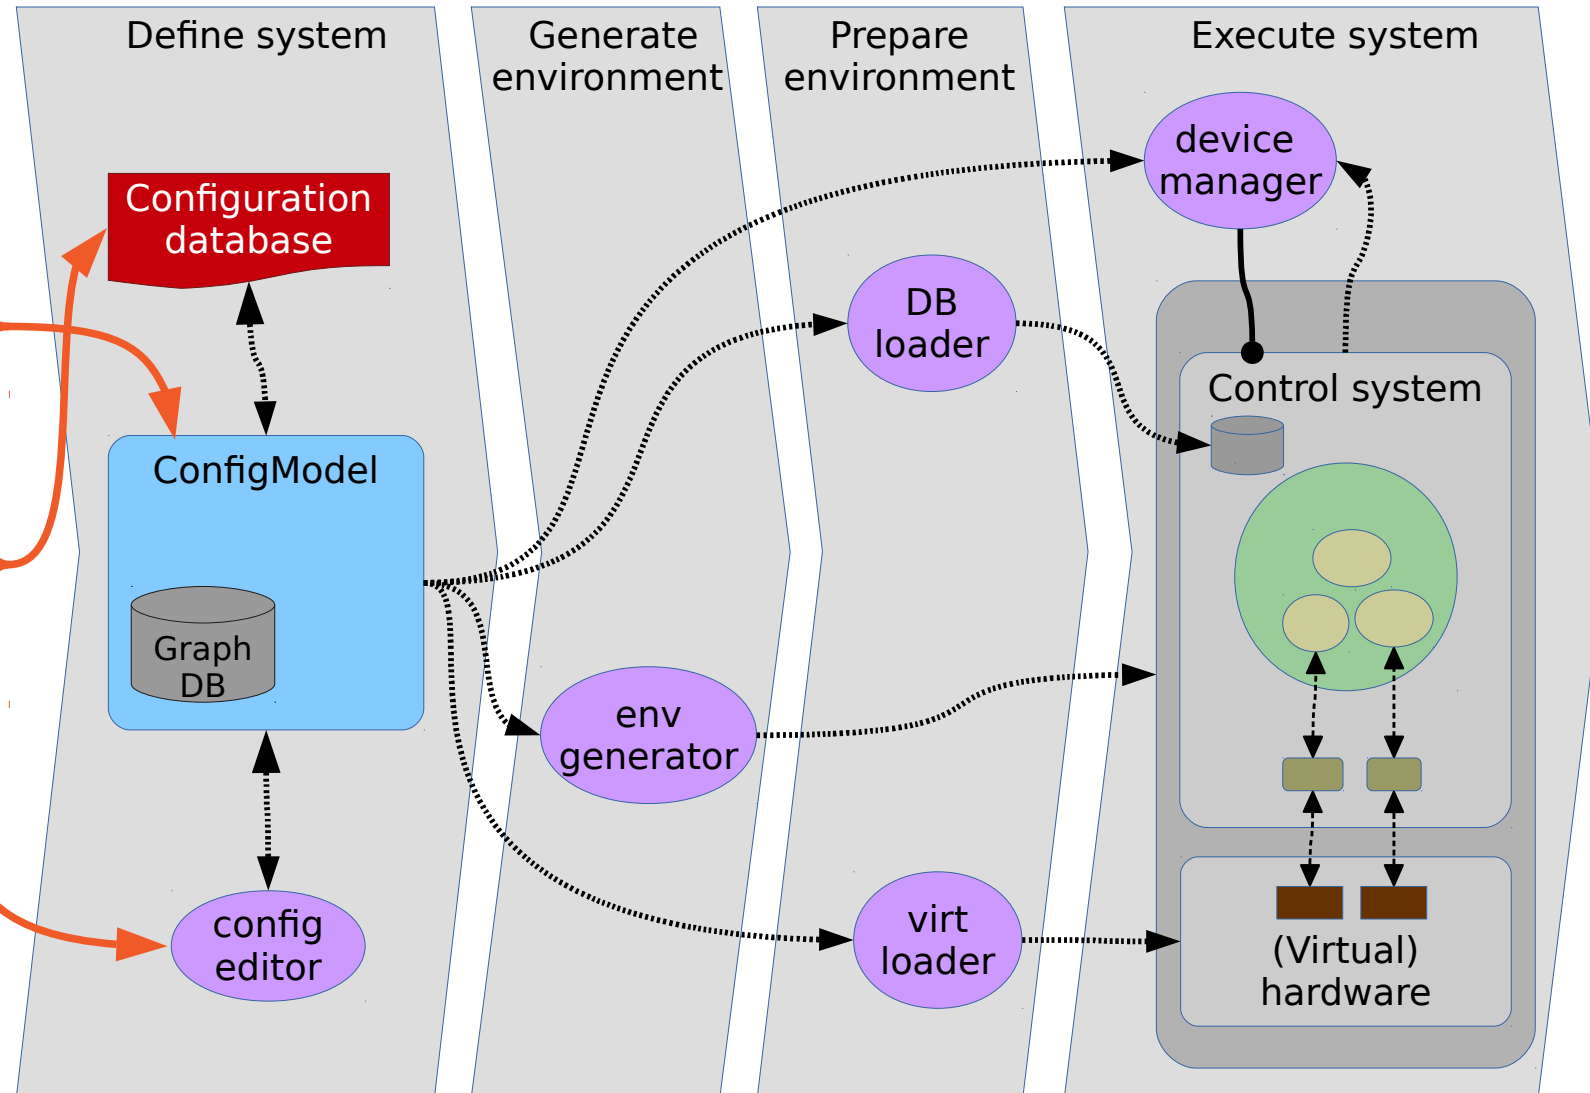 Define system
Generate
environment
Prepare
environment
Execute system
Configuration
database
ConfigModel
Graph
DB
config
editor
env
generator
DB
loader
virt
loader
device
manager
Control system
(Virtual)
hardware